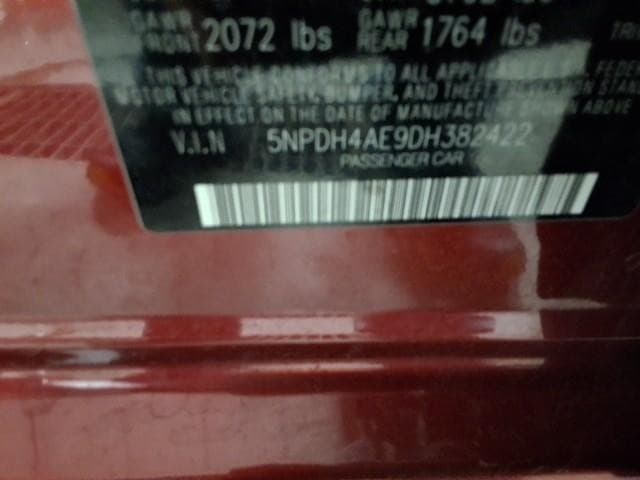 GAWR FRONT 2072 lbs GAWR REAR 1764 lbs
THIS VEHICLE CONFORMS TO ALL APPLICABLE FEDERAL
MOTOR VEHICLE SAFETY, BUMPER, AND THEFT PREVENTION STANDARDS
IN EFFECT ON THE DATE OF MANUFACTURE SHOWN ABOVE
V.I.N 5NPDH4AE9DH382422
PASSENGER CAR